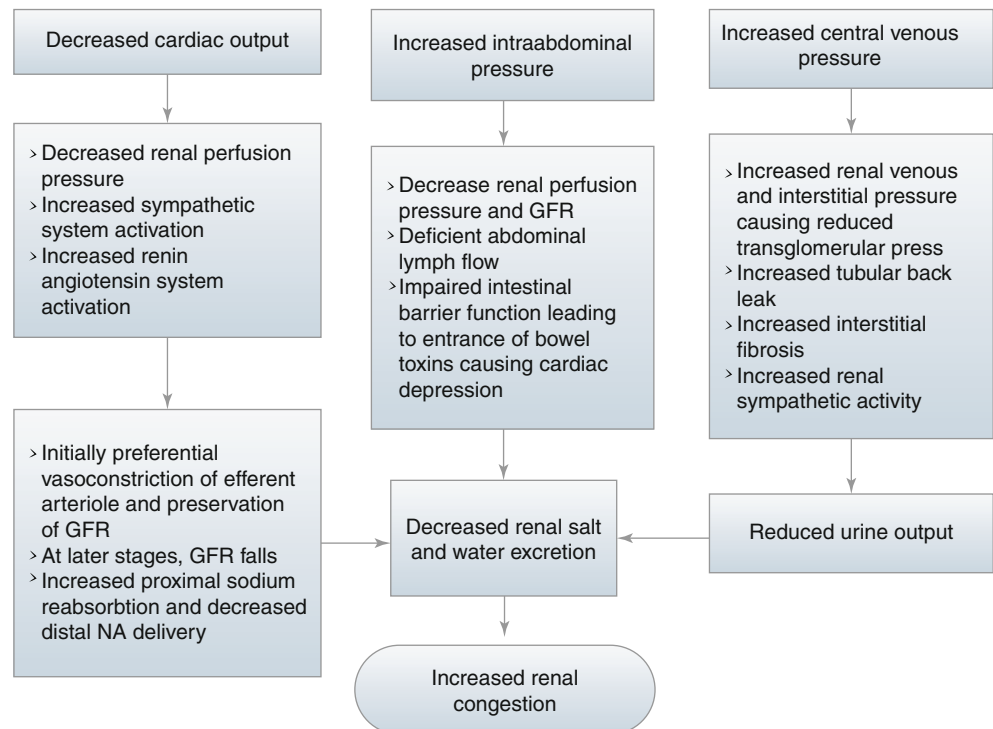 Decreased cardiac output
> Decreased renal perfusion
pressure
> Increased sympathetic
system activation
> Increased renin
angiotensin system
activation
> Initially preferential
vasoconstriction of efferent
arteriole and preservation
of GFR
> At later stages, GFR falls
> Increased proximal sodium
reabsorbtion and decreased
distal NA delivery
Increased intraabdominal
pressure
> Decrease renal perfusion
pressure and GFR
> Deficient abdominal
lymph flow
> Impaired intestinal
barrier function leading
to entrance of bowel
toxins causing cardiac
depression
Increased central venous
pressure
> Increased renal venous
and interstitial pressure
causing reduced
transglomerular press
> Increased tubular back
leak
> Increased interstitial
fibrosis
> Increased renal
sympathetic activity
Reduced urine output
Decreased renal salt
and water excretion
Increased renal
congestion